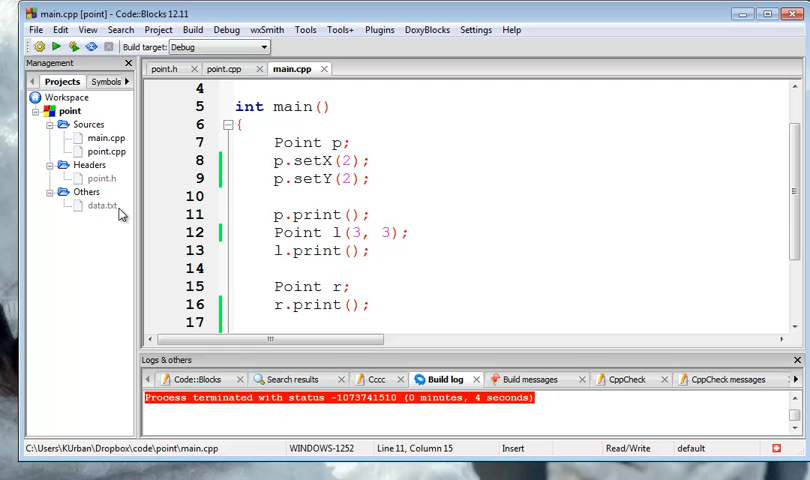 main.cpp [point] - Code::Blocks 12.11
File Edit View Search Project Build Debug wxSmith Tools Tools+ Plugins DoxyBlocks Settings Help
Build target: Debug
Management
Projects Symbols
Workspace
point
Sources
main.cpp
point.cpp
Headers
point.h
Others
data.txt
point.h point.cpp main.cpp
4
5 int main()
6 {
7 Point p;
8 p.setX(2);
9 p.setY(2);
10
11 p.print();
12 Point l(3, 3);
13 l.print();
14
15 Point r;
16 r.print();
17
Logs & others
Code::Blocks Search results Cccc Build log Build messages CppCheck CppCheck messages
Process terminated with status -1073741510 (0 minutes, 4 seconds)
C:\Users\KUrban\Dropbox\code\point\main.cpp WINDOWS-1252 Line 11, Column 15 Insert Read/Write default